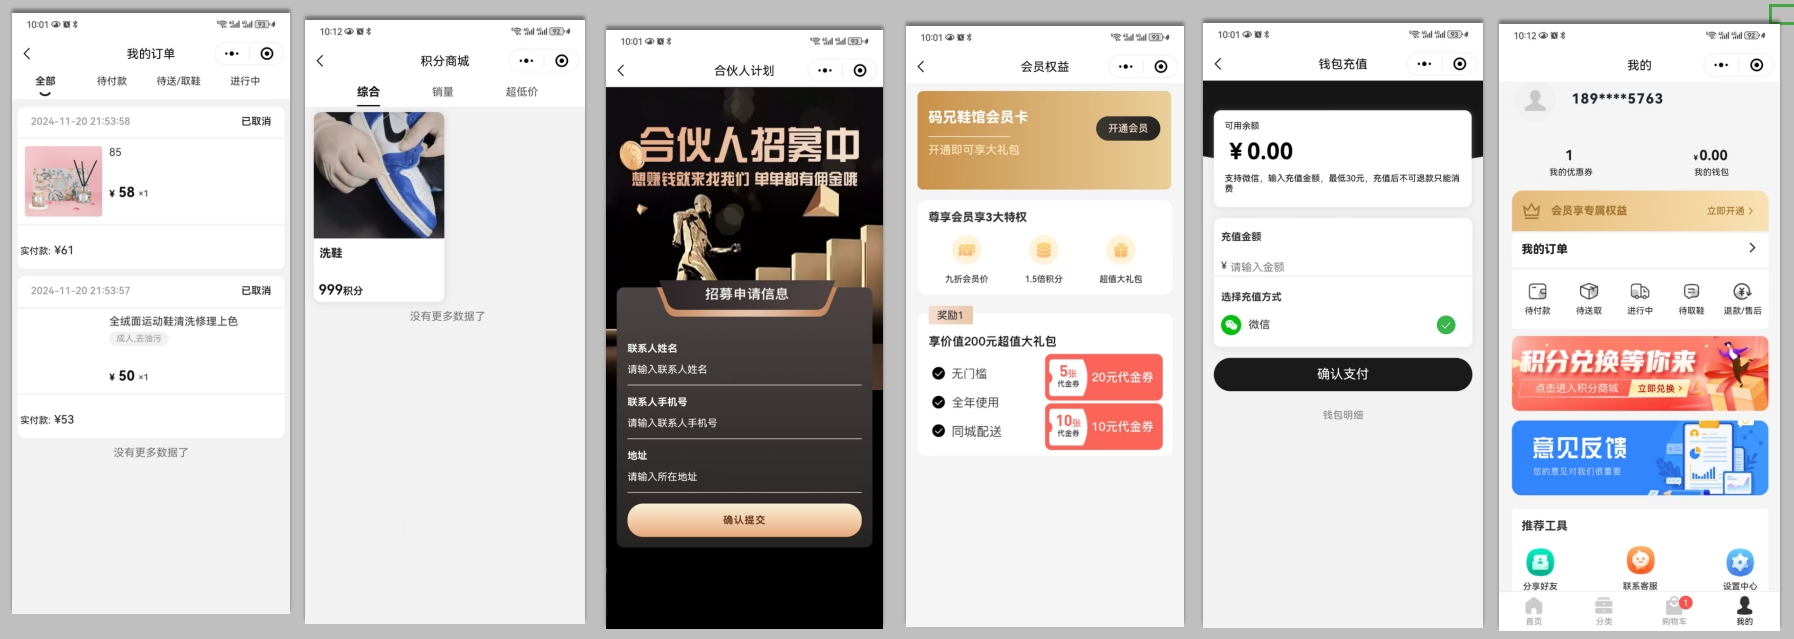 10:01
93
我的订单
全部
待付款
待送/取鞋
进行中
2024-11-20 21:53:58
已取消
85
¥ 58 ×1
实付款: ¥61
2024-11-20 21:53:57
已取消
全绒面运动鞋清洗修理上色
成人,去油污
¥ 50 ×1
实付款: ¥53
没有更多数据了
10:12
92
积分商城
综合
销量
超低价
洗鞋
999积分
没有更多数据了
10:01
93
合伙人计划
合伙人招募中
想赚钱就来找我们 单单都有佣金哦
招募申请信息
联系人姓名
请输入联系人姓名
联系人手机号
请输入联系人手机号
地址
请输入所在地址
确认提交
10:01
93
会员权益
码兄鞋馆会员卡
开通会员
开通即可享大礼包
尊享会员享3大特权
九折会员价
1.5倍积分
超值大礼包
奖励1
享价值200元超值大礼包
无门槛
全年使用
同城配送
5张
代金券
20元代金券
10张
代金券
10元代金券
10:01
93
钱包充值
可用余额
¥0.00
支持微信，输入充值金额，最低30元，充值后不可退款只能消
费
充值金额
¥ 请输入金额
选择充值方式
微信
确认支付
钱包明细
10:12
92
我的
189****5763
1
我的优惠券
¥0.00
我的钱包
会员享专属权益
立即开通
我的订单
待付款
待送取
进行中
待取鞋
退款/售后
积分兑换等你来
点击进入积分商城
立即兑换
意见反馈
您的意见对我们很重要
推荐工具
分享好友
联系客服
设置中心
首页
分类
购物车
1
我的